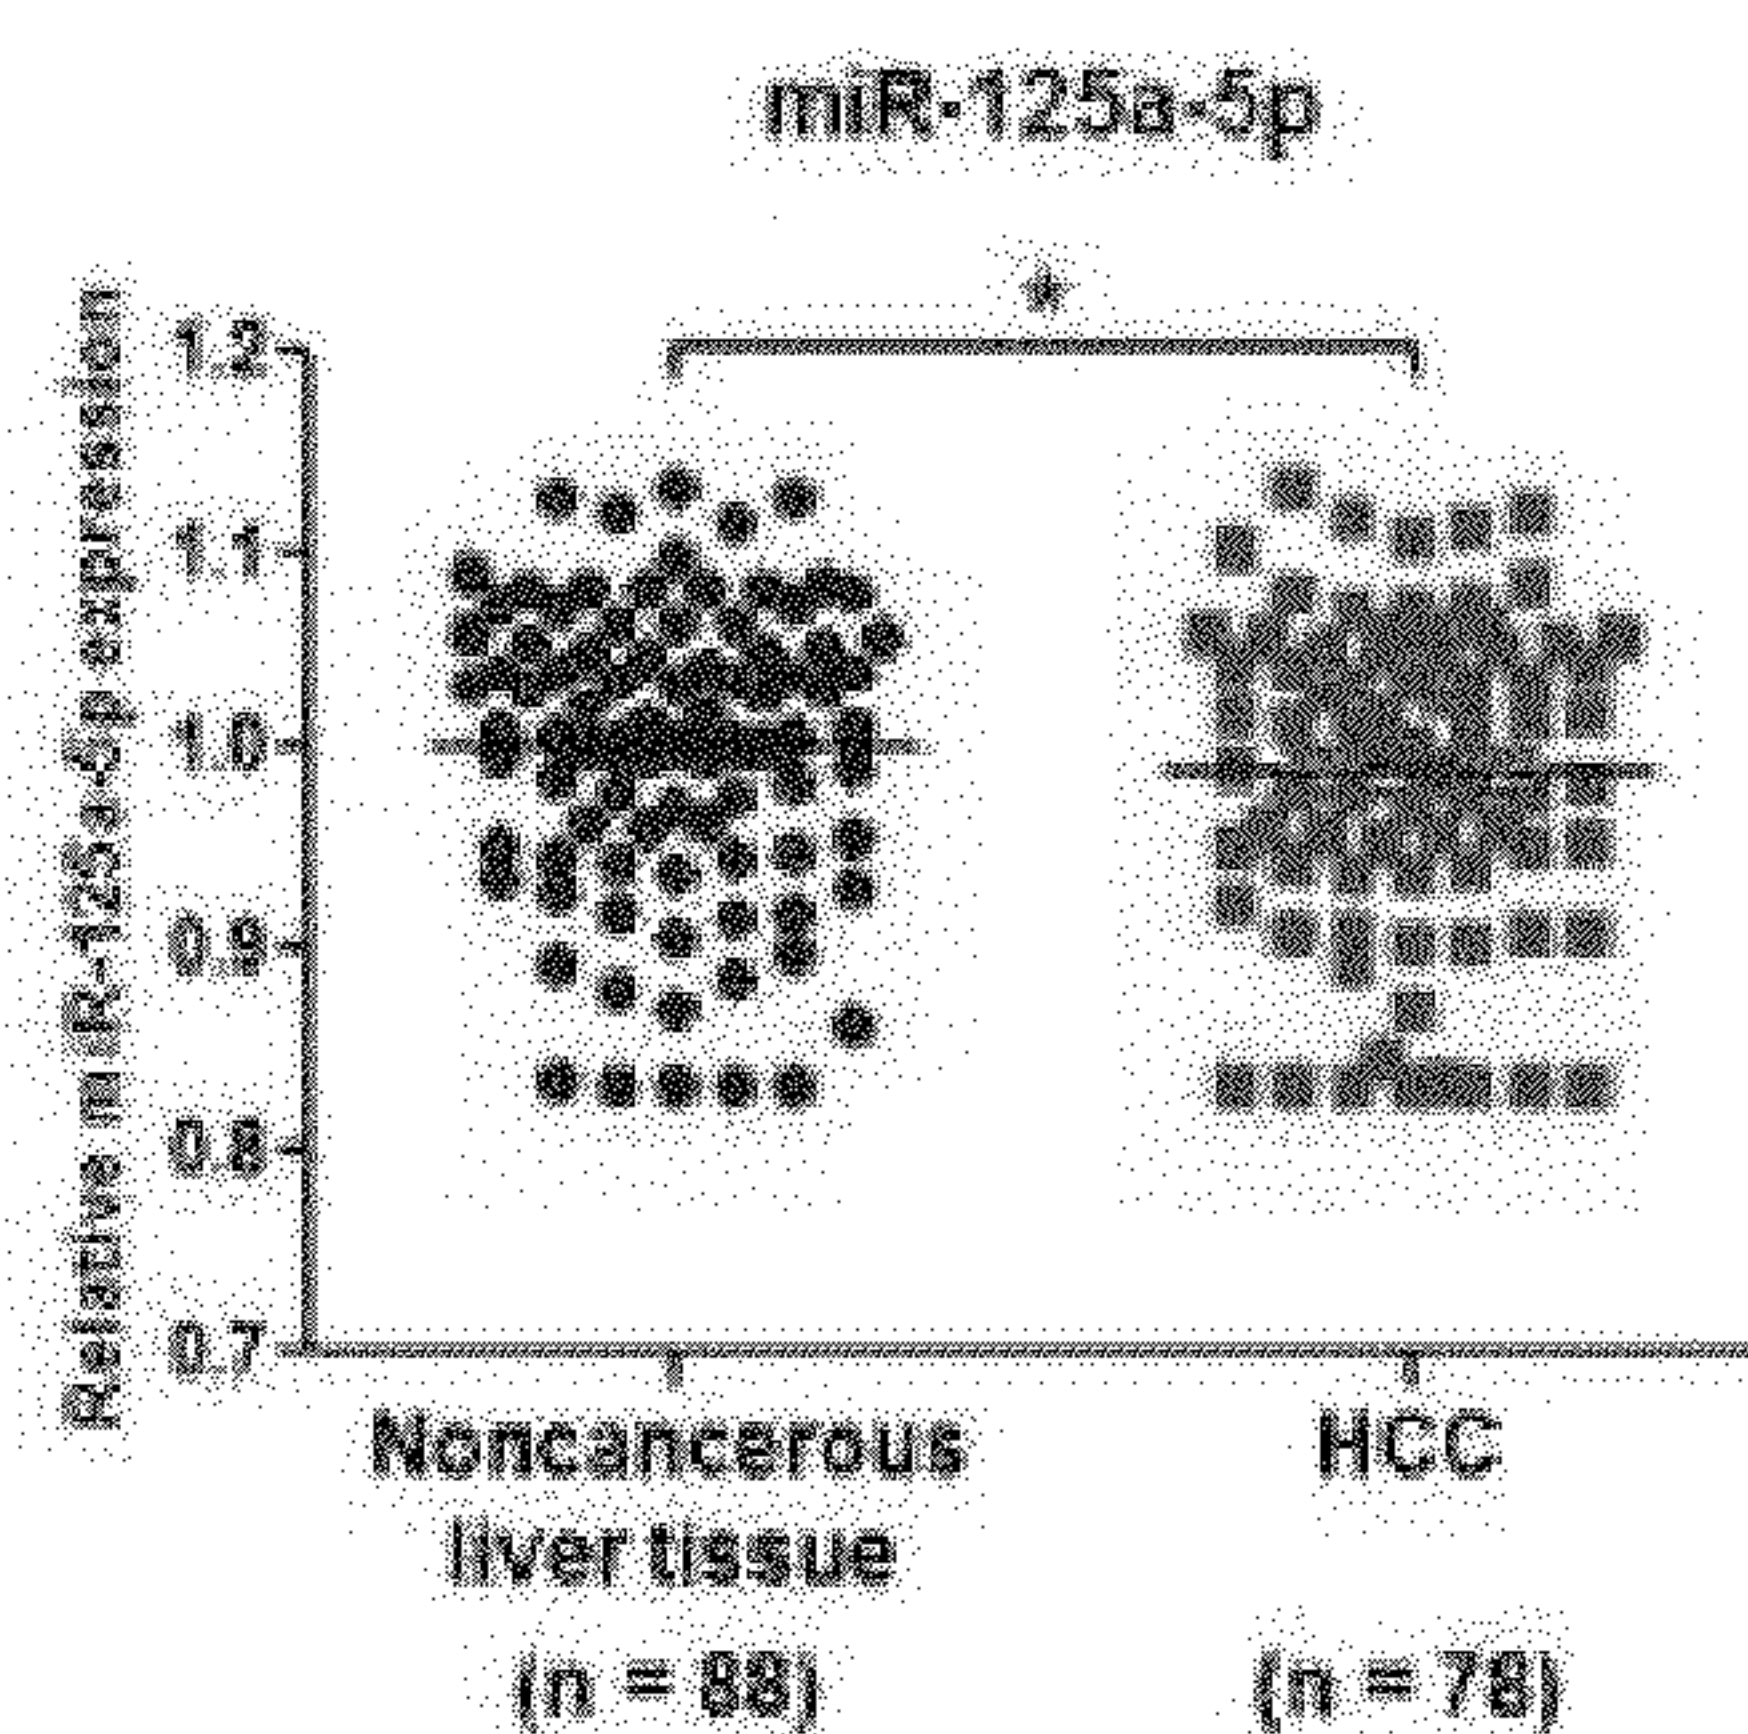 miR-125a-5p
*
Relative miR-125a-5p expression
1.2
1.1
1.0
0.9
0.8
0.7
Noncancerous
liver tissue
HCC
(n = 88)
(n = 78)